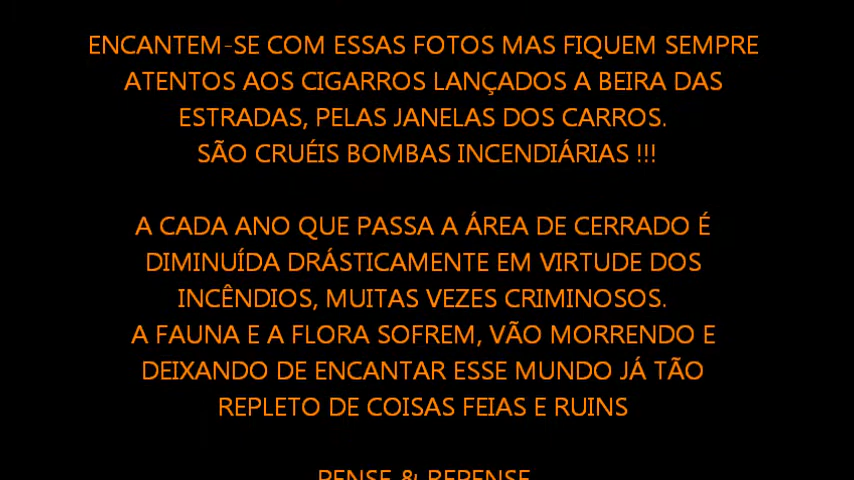 ENCANTEM-SE COM ESSAS FOTOS MAS FIQUEM SEMPRE
ATENTOS AOS CIGARROS LANÇADOS A BEIRA DAS
ESTRADAS, PELAS JANELAS DOS CARROS.
SÃO CRUÉIS BOMBAS INCENDIÁRIAS !!!
A CADA ANO QUE PASSA A ÁREA DE CERRADO É
DIMINUÍDA DRÁSTICAMENTE EM VIRTUDE DOS
INCÊNDIOS, MUITAS VEZES CRIMINOSOS.
A FAUNA E A FLORA SOFREM, VÃO MORRENDO E
DEIXANDO DE ENCANTAR ESSE MUNDO JÁ TÃO
REPLETO DE COISAS FEIAS E RUINS
PENSE & REPENSE